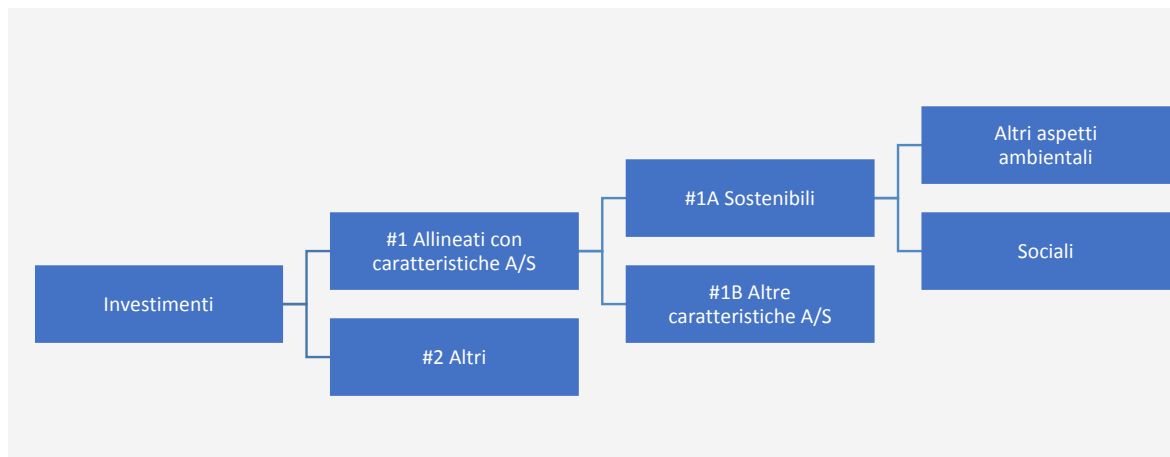 Investimenti
#1 Allineati con
caratteristiche A/S
#2 Altri
#1A Sostenibili
#1B Altre
caratteristiche A/S
Altri aspetti
ambientali
Sociali